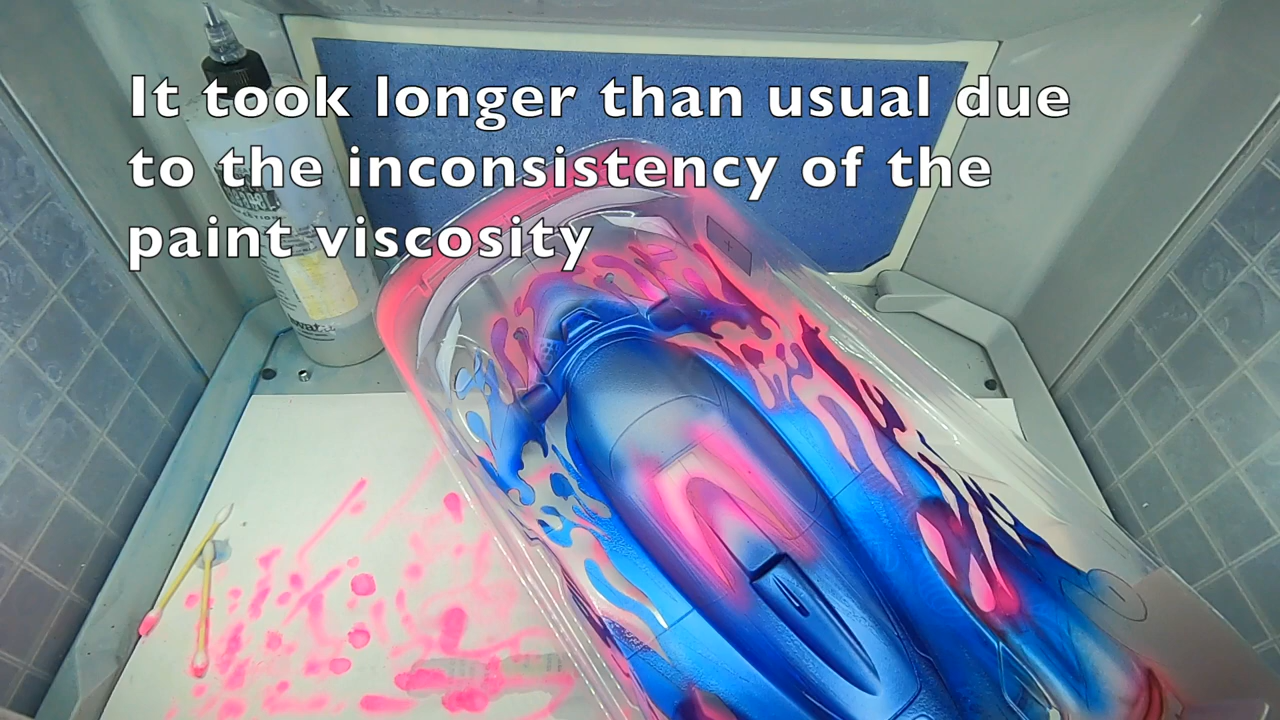 It took longer than usual due
to the inconsistency of the
paint viscosity